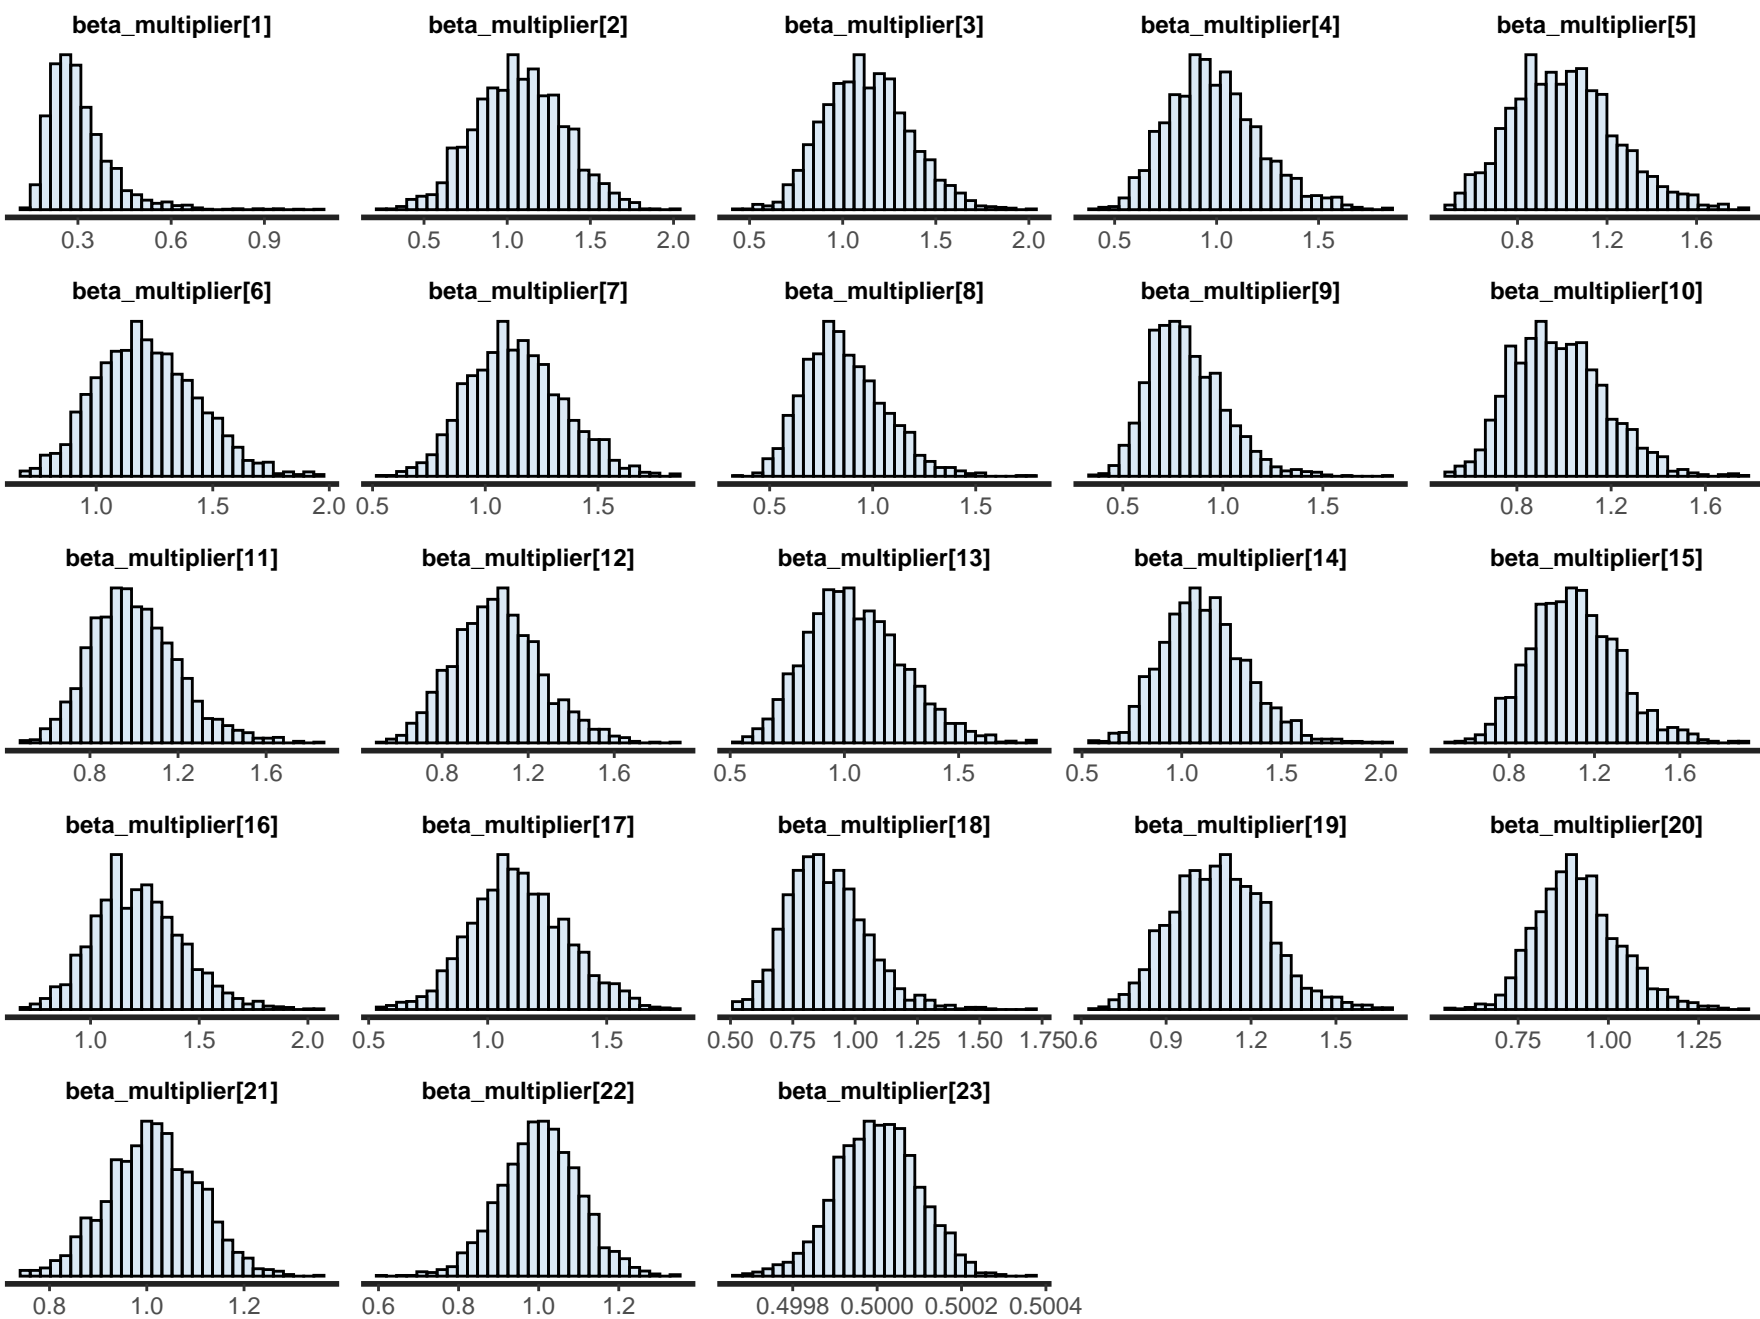 beta_multiplier[1] beta_multiplier[2] beta_multiplier[3] beta_multiplier[4] beta_multiplier[5]
0.3 0.6 0.9 0.5 1.0 1.5 2.0 0.5 1.0 1.5 2.0 0.5 1.0 1.5 0.8 1.2 1.6
beta_multiplier[6] beta_multiplier[7] beta_multiplier[8] beta_multiplier[9] beta_multiplier[10]
1.0 1.5 2.0 0.5 1.0 1.5 0.5 1.0 1.5 0.5 1.0 1.5 0.8 1.2 1.6
beta_multiplier[11] beta_multiplier[12] beta_multiplier[13] beta_multiplier[14] beta_multiplier[15]
0.8 1.2 1.6 0.8 1.2 1.6 0.5 1.0 1.5 0.5 1.0 1.5 2.0 0.8 1.2 1.6
beta_multiplier[16] beta_multiplier[17] beta_multiplier[18] beta_multiplier[19] beta_multiplier[20]
1.0 1.5 2.0 0.5 1.0 1.5 0.50 0.75 1.00 1.25 1.50 1.75 0.6 0.9 1.2 1.5 0.75 1.00 1.25
beta_multiplier[21] beta_multiplier[22] beta_multiplier[23]
0.8 1.0 1.2 0.6 0.8 1.0 1.2 0.4998 0.5000 0.5002 0.5004